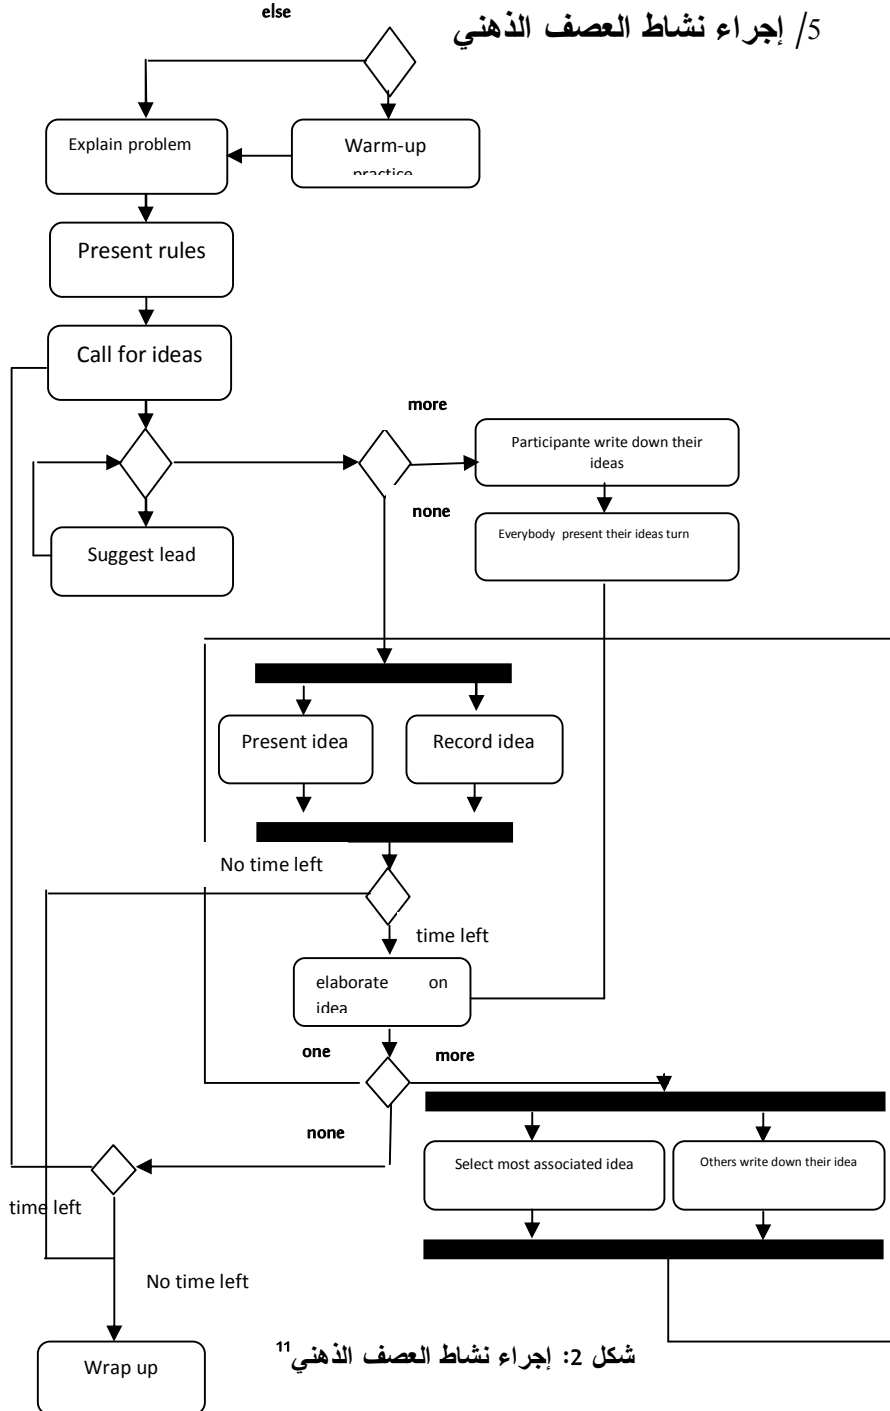 else
5/ إجراء نشاط العصف الذهني
Explain problem
Warm-up
practice
Present rules
Call for ideas
more
Participante write down their
ideas
none
Everybody present their ideas turn
Suggest lead
Present idea
Record idea
No time left
time left
elaborate on
idea
one
more
none
Select most associated idea
Others write down their idea
time left
No time left
Wrap up
شكل 2: إجراء نشاط العصف الذهني11